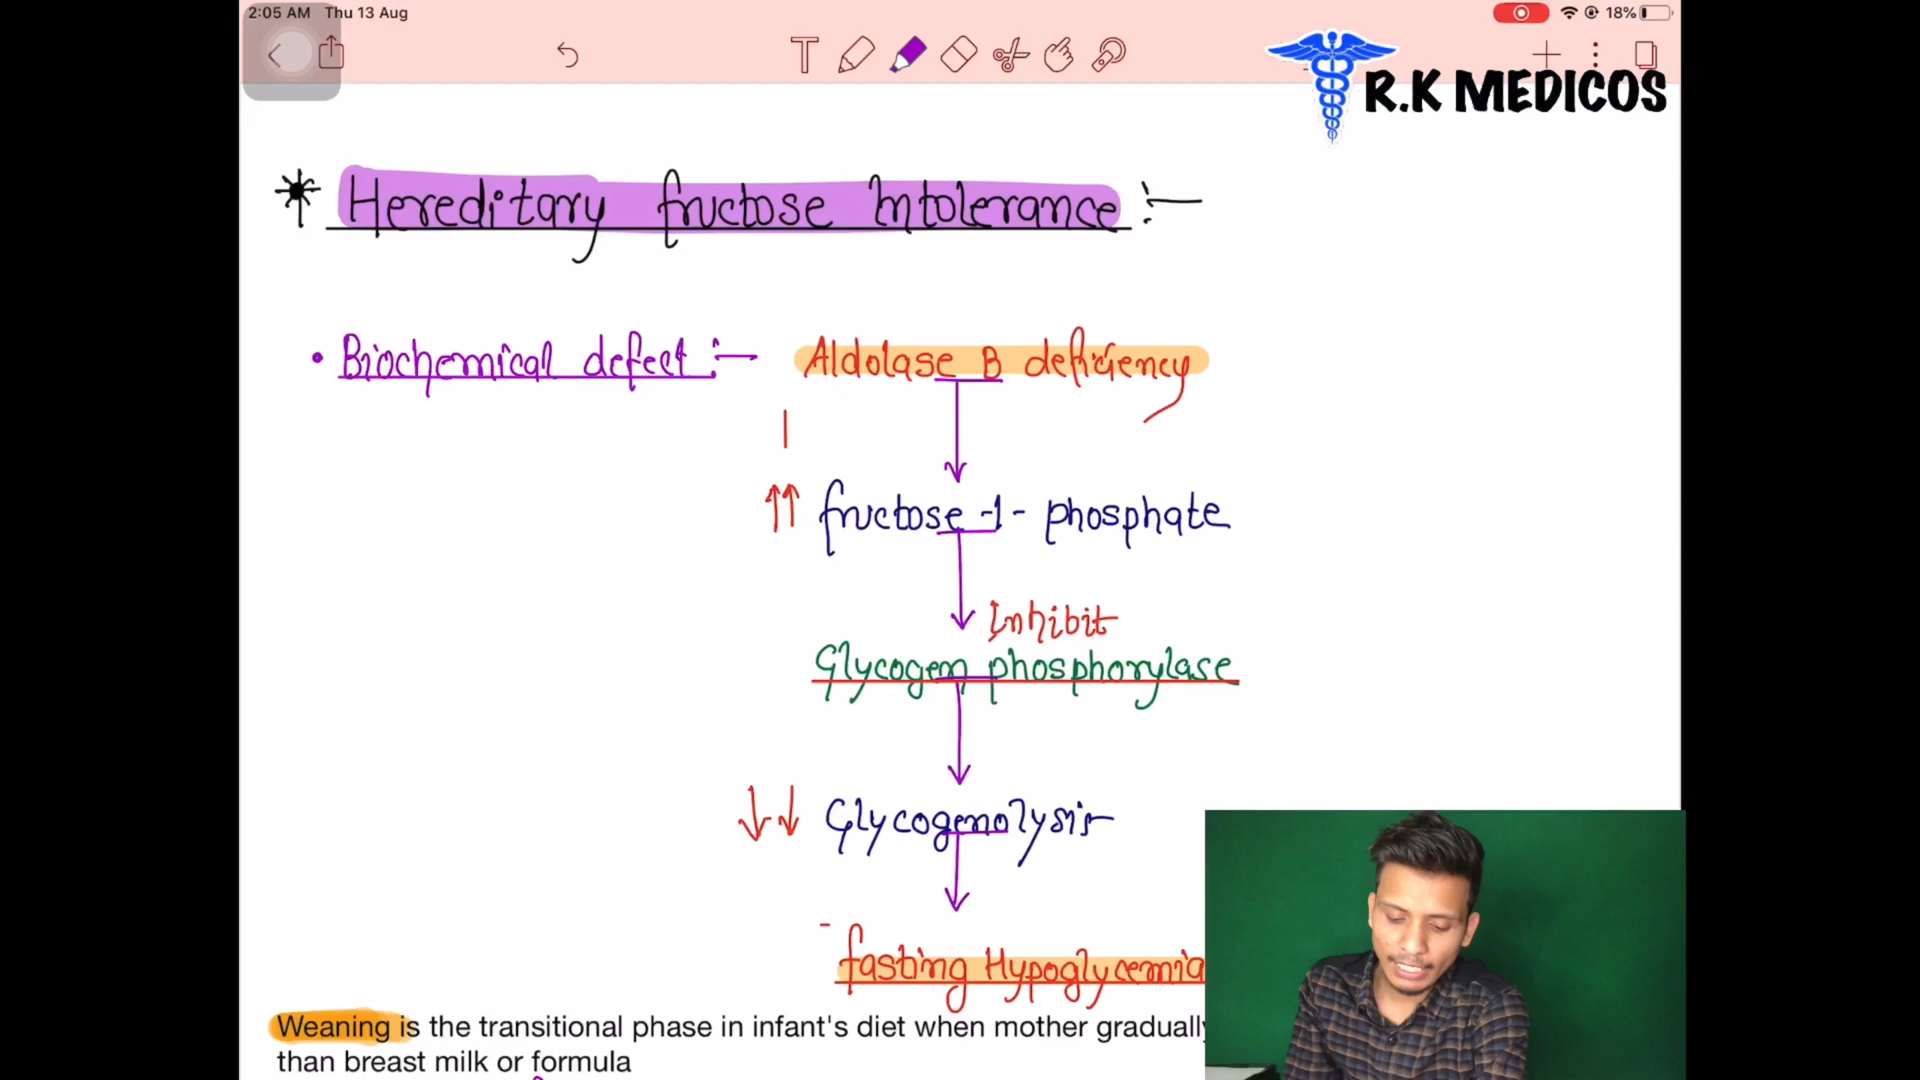 2:05 AM Thu 13 Aug
18%
T
R.K MEDICOS
* Hereditary fructose Intolerance :-
• Biochemical defect :- Aldolase B deficiency
↑↑ fructose -1- phosphate
Inhibit
Glycogen phosphorylase
↓↓ Glycogenolysis
fasting Hypoglycemia
Weaning is the transitional phase in infant's diet when mother gradually
than breast milk or formula